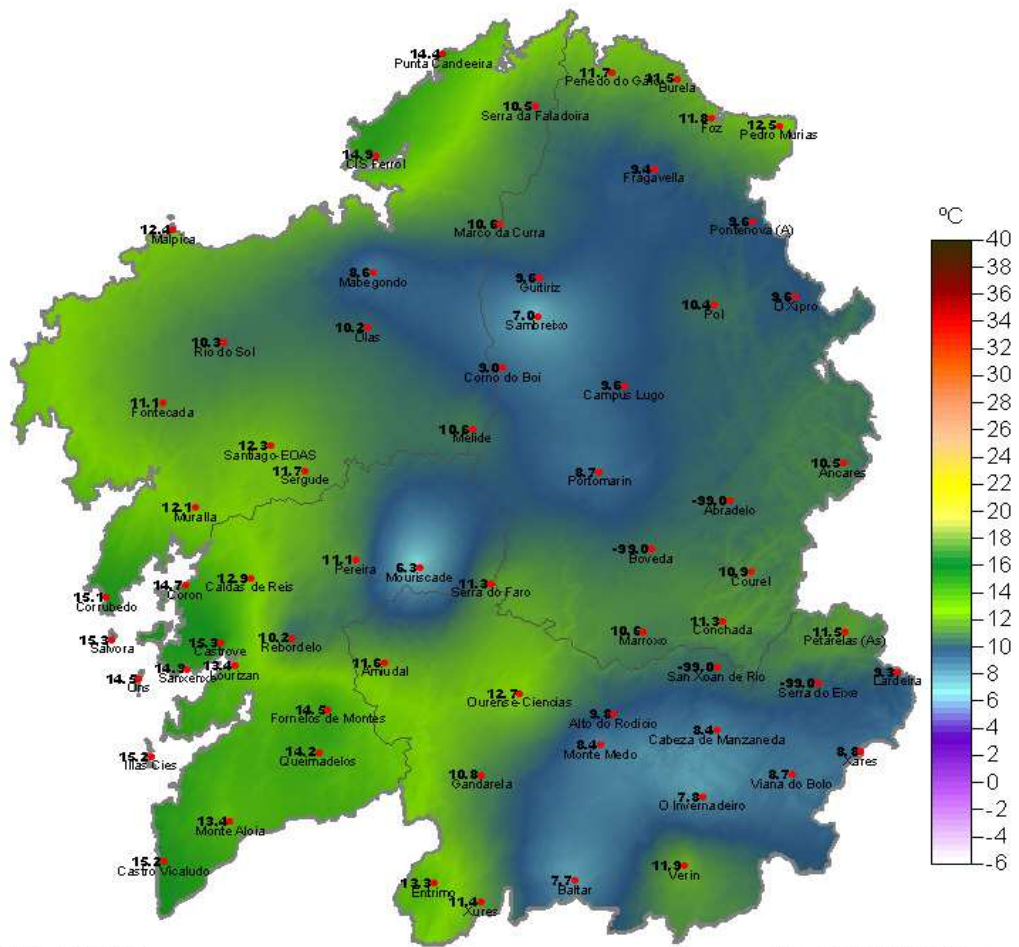 14.4
Punta Candeeira
11.7
Penedo do Galo
11.5
Burela
10.5
Serra da Faladoira
11.8
Foz
12.5
Pedro Murias
14.9
CIS Ferrol
9.4
Fragavella
12.4
Malpica
10.6
Marco da Curra
9.6
Pontenova (A)
8.6
Mabegondo
9.6
Guitiriz
10.4
Pol
9.6
O Xipro
7.0
Sambreixo
10.2
Olas
10.3
Rio do Sol
9.0
Corno do Boi
9.6
Campus Lugo
11.1
Fontecada
10.6
Melide
12.3
Santiago-EOAS
11.7
Sergude
8.7
Portomarin
10.5
Ancares
12.1
Muralla
-99.0
Abradelo
-99.0
Boveda
11.1
Pereira
6.3
Mouriscade
11.3
Serra do Faro
10.9
Courel
14.7
Coron
12.9
Caldas de Reis
15.1
Corrubedo
11.3
Conchada
10.6
Marroxo
11.5
Petarelas (As)
15.3
Salvora
15.3
Castrove
10.2
Rebordelo
14.9
Sanxenxo
13.4
Lourizan
11.6
Amiudal
-99.0
San Xoan de Rio
-99.0
Serra do Eixe
9.3
Lardeira
14.5
Ons
12.7
Ourense-Ciencias
14.5
Fornelos de Montes
9.8
Alto do Rodicio
8.4
Cabeza de Manzaneda
8.4
Monte Medo
15.2
Illas Cies
14.2
Queimadelos
8.8
Xares
10.8
Gandarela
8.7
Viana do Bolo
7.8
O Invernadeiro
13.4
Monte Aloia
15.2
Castro Vicaludo
11.9
Verin
13.3
Entrimo
7.7
Baltar
11.4
Xures
ºC
40
38
36
34
32
30
28
26
24
22
20
18
16
14
12
10
8
6
4
2
0
-2
-4
-6